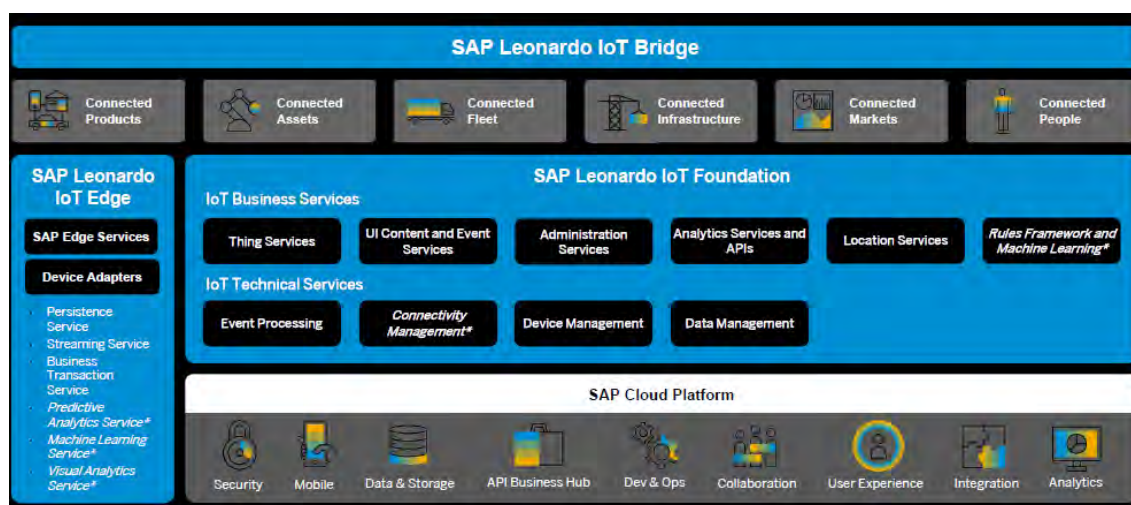 SAP Leonardo IoT Bridge
Connected
Products
Connected
Assets
Connected
Fleet
Connected
Infrastructure
Connected
Markets
Connected
People
SAP Leonardo
IoT Edge
SAP Edge Services
Device Adapters
Persistence
Service
Streaming Service
Business
Transaction
Service
Predictive
Analytics Service*
Machine Learning
Service*
Visual Analytics
Service*
SAP Leonardo IoT Foundation
IoT Business Services
Thing Services
UI Content and Event
Services
Administration
Services
Analytics Services and
APIs
Location Services
Rules Framework and
Machine Learning*
IoT Technical Services
Event Processing
Connectivity
Management*
Device Management
Data Management
SAP Cloud Platform
Security
Mobile
Data & Storage
API Business Hub
Dev & Ops
Collaboration
User Experience
Integration
Analytics